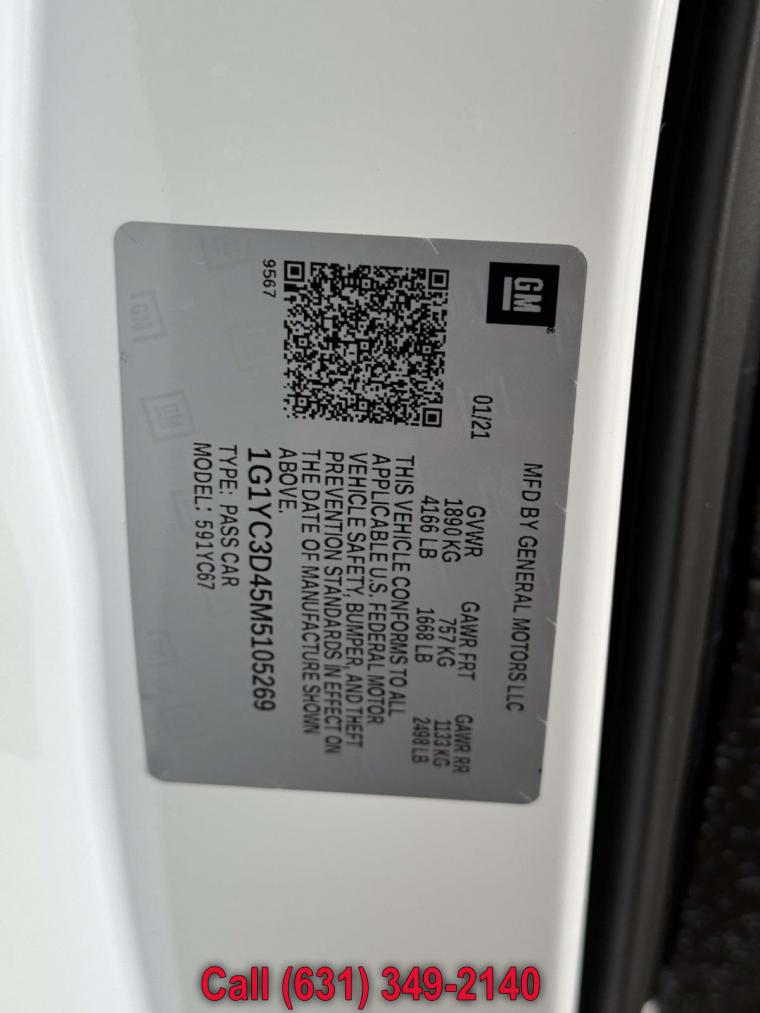 GM
MFD BY GENERAL MOTORS LLC
01/21
GVWR GAWR FRT GAWR RR
1890 KG 757 KG 1133 KG
4166 LB 1668 LB 2498 LB
THIS VEHICLE CONFORMS TO ALL
APPLICABLE U.S. FEDERAL MOTOR
VEHICLE SAFETY, BUMPER, AND THEFT
PREVENTION STANDARDS IN EFFECT ON
THE DATE OF MANUFACTURE SHOWN
ABOVE.
1G1YC3D45M5105269
TYPE: PASS CAR
MODEL: 591YC67
9567
Call (631) 349-2140